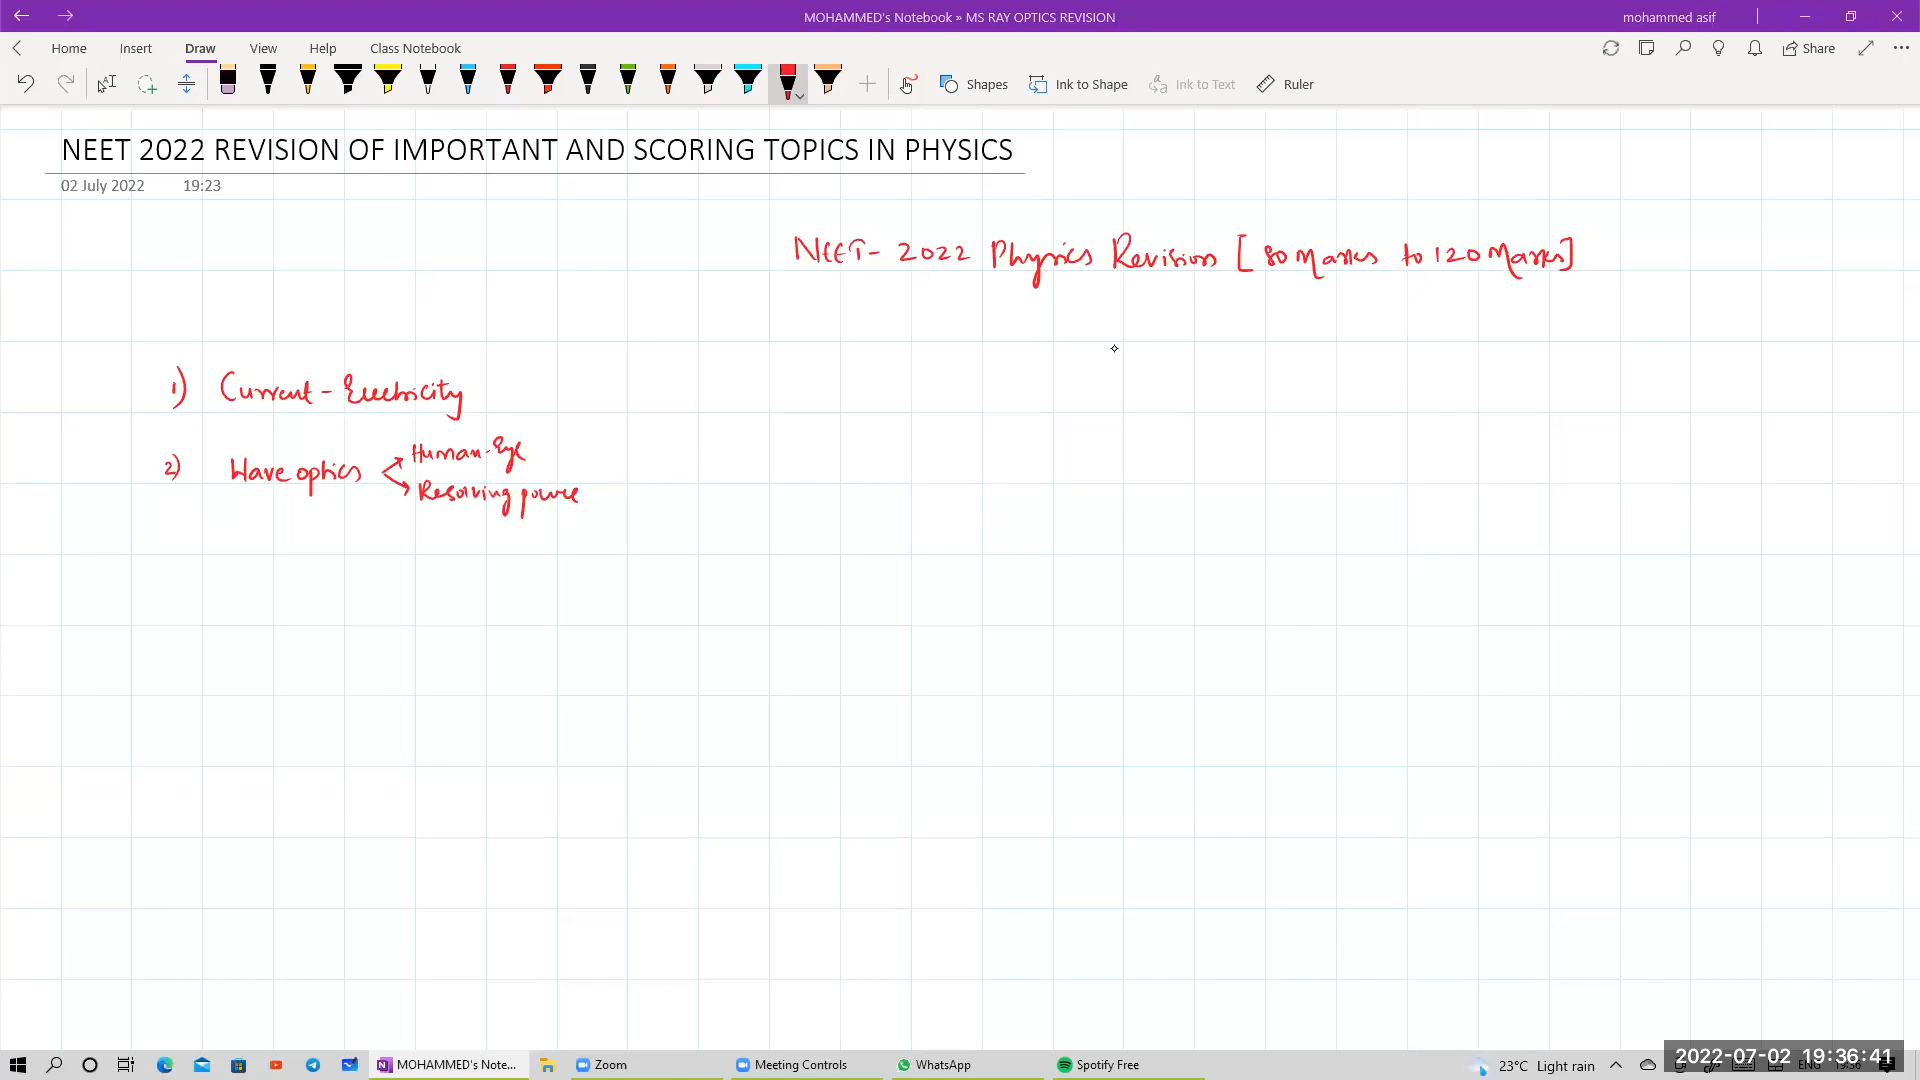 MOHAMMED's Notebook » MS RAY OPTICS REVISION
mohammed asif
Home Insert Draw View Help Class Notebook
Share
Shapes Ink to Shape Ink to Text Ruler
NEET 2022 REVISION OF IMPORTANT AND SCORING TOPICS IN PHYSICS
02 July 2022 19:23
NEET- 2022 Physics Revision [80 Marks to 120 Marks]
1) Current - Electricity
2) Wave optics
Human-Eye
Resolving power
MOHAMMED's Note...
Zoom
Meeting Controls
WhatsApp
Spotify Free
23°C Light rain
2022-07-02 19:36:41